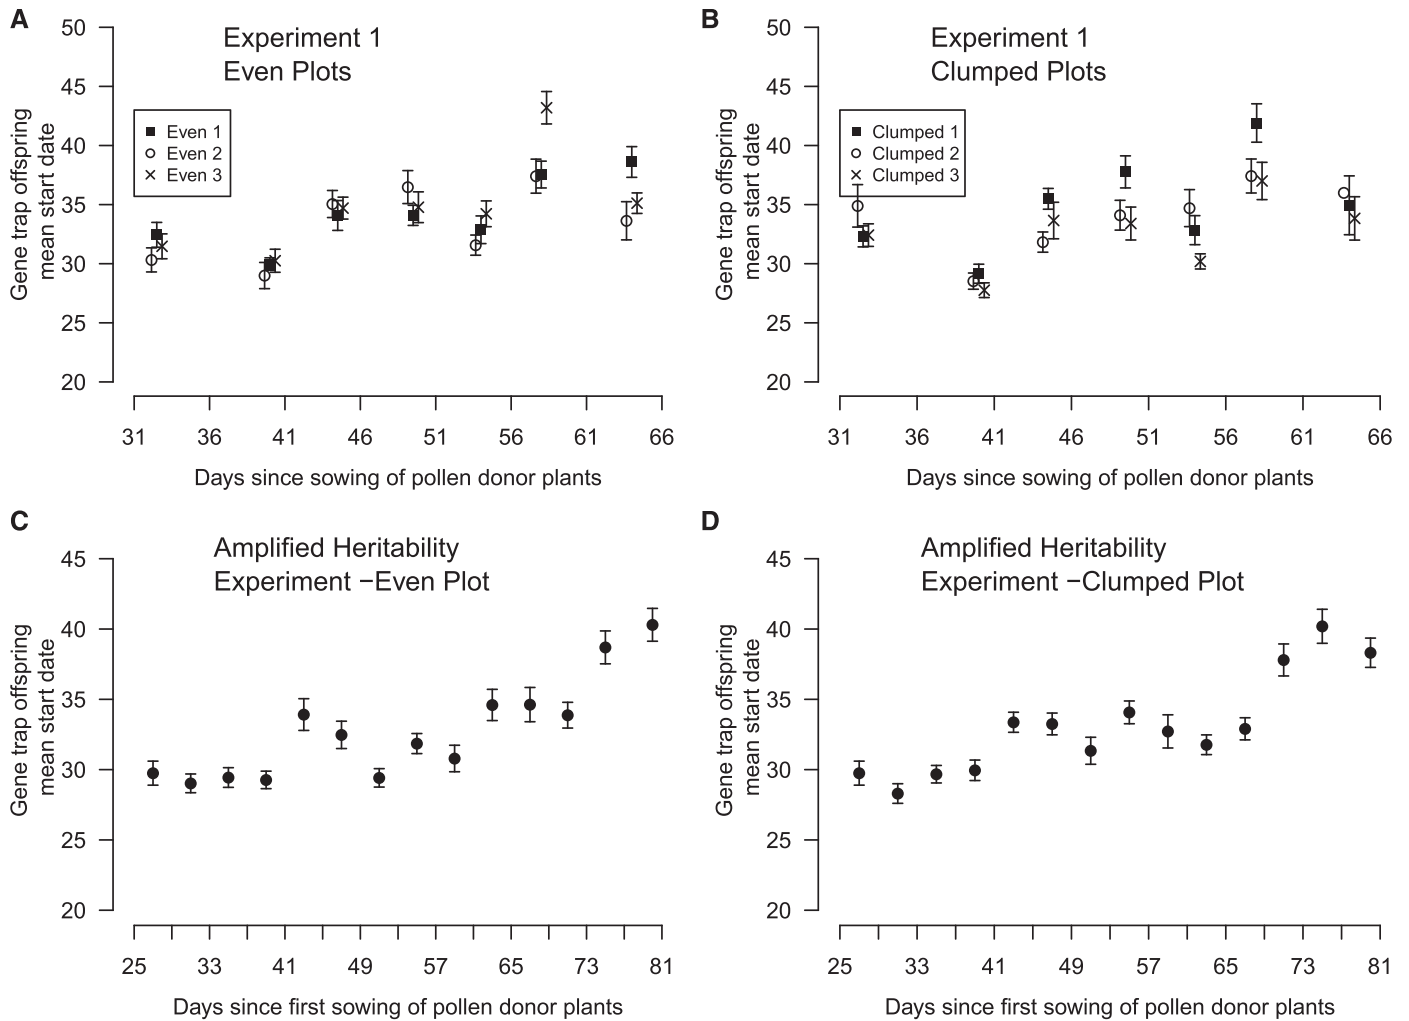 A
Experiment 1
Even Plots
Gene trap offspring
mean start date
50
45
40
35
30
25
20
Even 1
Even 2
Even 3
31 36 41 46 51 56 61 66
Days since sowing of pollen donor plants
B
Experiment 1
Clumped Plots
Gene trap offspring
mean start date
50
45
40
35
30
25
20
Clumped 1
Clumped 2
Clumped 3
31 36 41 46 51 56 61 66
Days since sowing of pollen donor plants
C
Amplified Heritability
Experiment −Even Plot
Gene trap offspring
mean start date
45
40
35
30
25
20
25 33 41 49 57 65 73 81
Days since first sowing of pollen donor plants
D
Amplified Heritability
Experiment −Clumped Plot
Gene trap offspring
mean start date
45
40
35
30
25
20
25 33 41 49 57 65 73 81
Days since first sowing of pollen donor plants